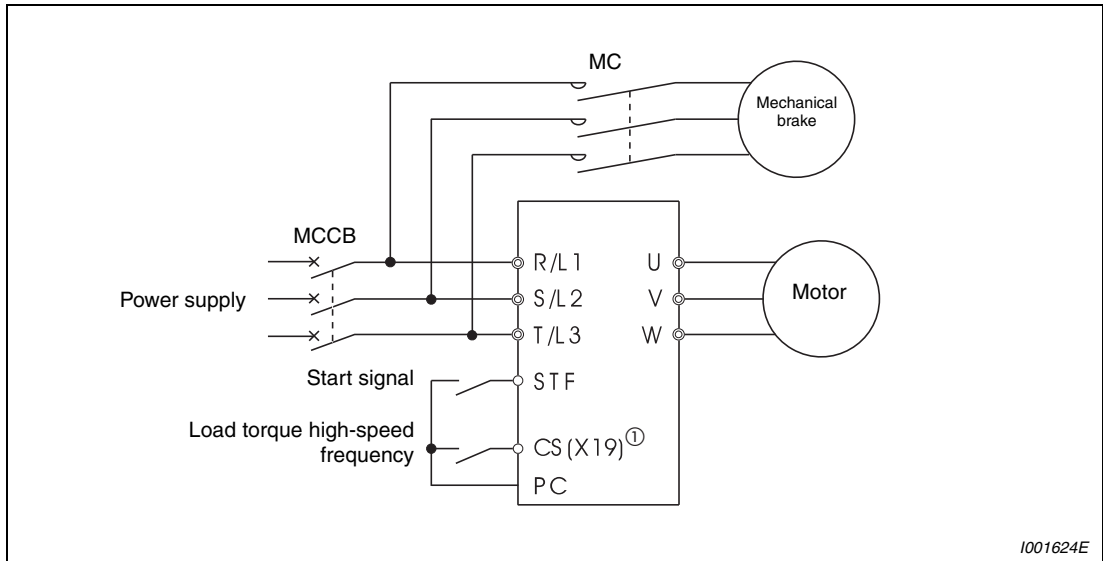 MC
Mechanical
brake
MCCB
Power supply
R/L1
S/L2
T/L3
U
V
W
Motor
Start signal
STF
Load torque high-speed
frequency
CS(X19)①
PC
I001624E